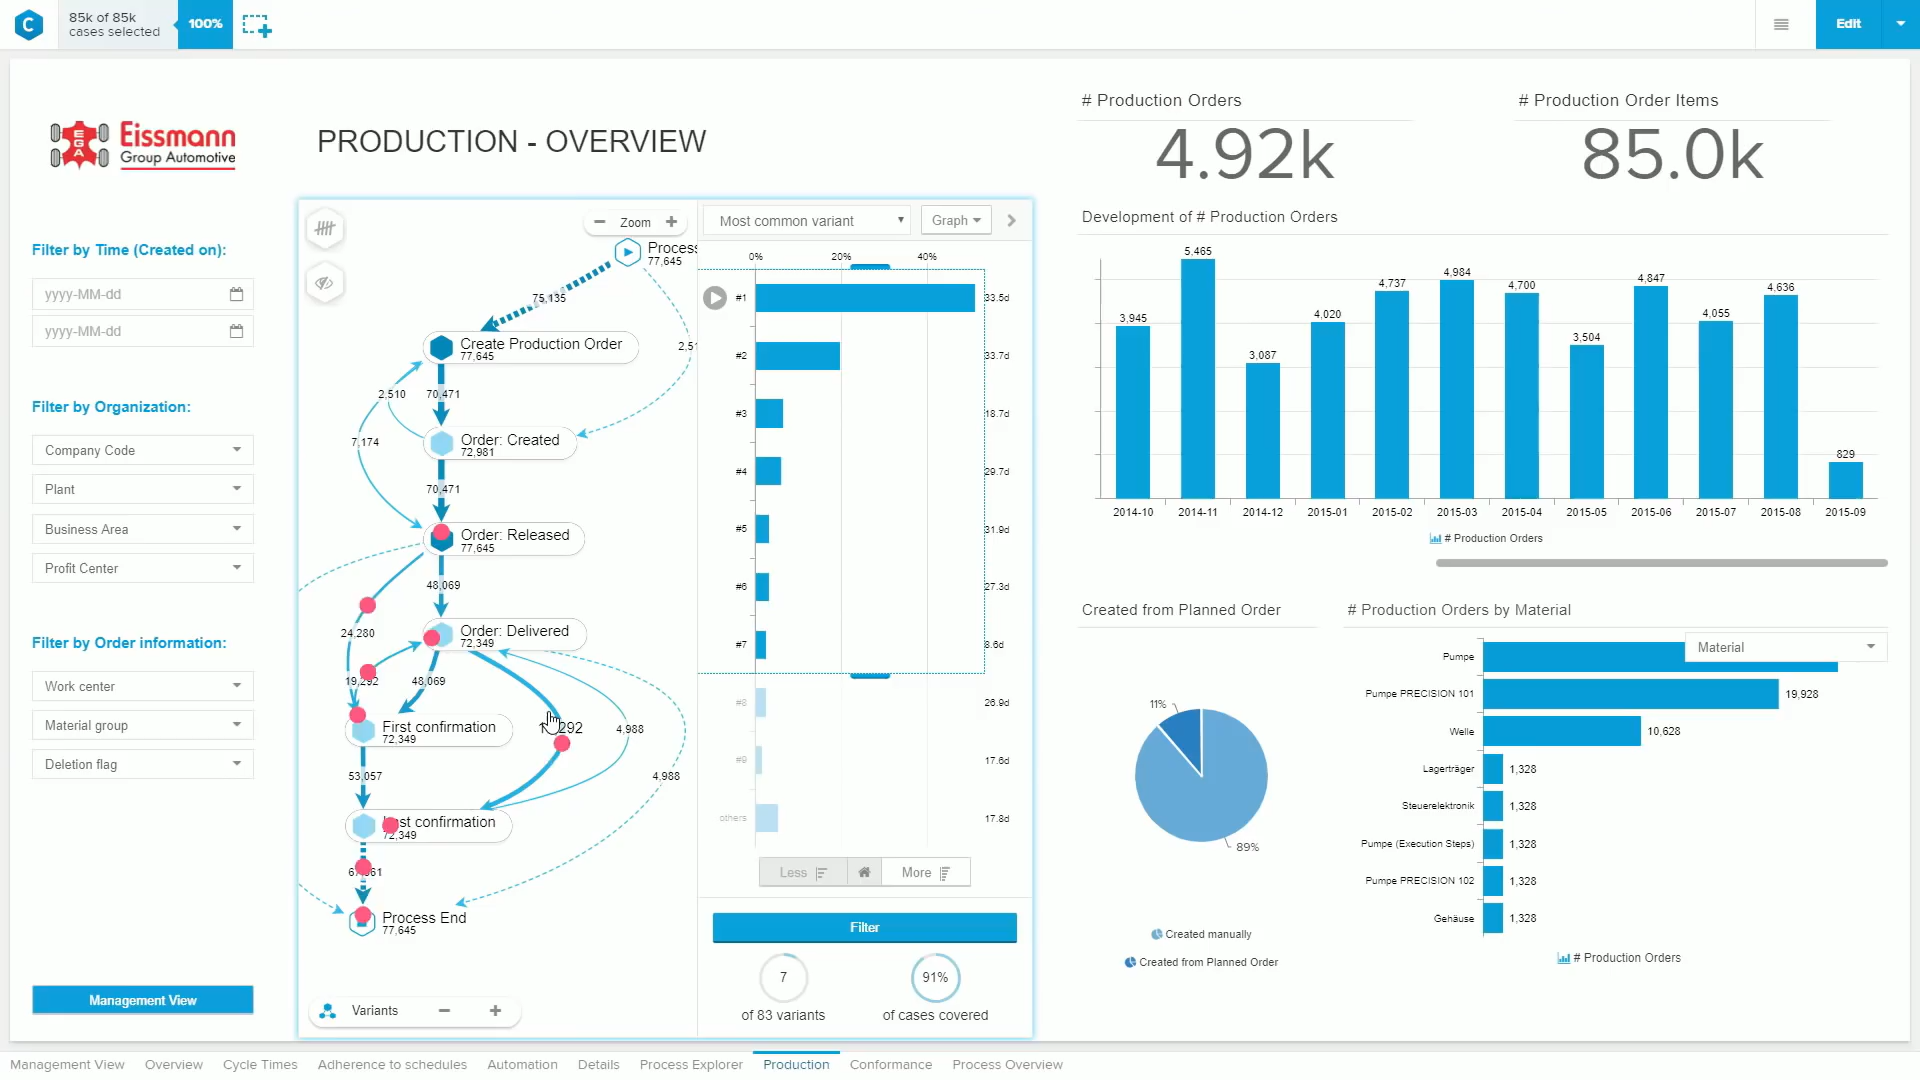 85k of 85k
cases selected
100%
Edit
EGA
Eissmann
Group Automotive
PRODUCTION - OVERVIEW
Filter by Time (Created on):
yyyy-MM-dd
yyyy-MM-dd
Filter by Organization:
Company Code
Plant
Business Area
Profit Center
Filter by Order information:
Work center
Material group
Deletion flag
Management View
Zoom
Process
77,645
75,135
Create Production Order
77,645
2,510
70,471
7,174
Order: Created
72,981
70,471
Order: Released
77,645
48,069
24,280
Order: Delivered
72,349
19,292
48,069
First confirmation
72,349
4,988
53,057
4,988
confirmation
72,349
Process End
77,645
Variants
Most common variant
Graph
0%
20%
40%
#1
33.5d
#2
33.7d
#3
18.7d
#4
29.7d
#5
31.9d
#6
27.3d
#7
8.6d
#8
26.9d
#9
17.6d
others
17.8d
Less
More
Filter
7
91%
of 83 variants
of cases covered
# Production Orders
4.92k
# Production Order Items
85.0k
Development of # Production Orders
3,945
5,465
3,087
4,020
4,737
4,984
4,700
3,504
4,847
4,055
4,636
829
2014-10
2014-11
2014-12
2015-01
2015-02
2015-03
2015-04
2015-05
2015-06
2015-07
2015-08
2015-09
# Production Orders
Created from Planned Order
11%
89%
Created manually
Created from Planned Order
# Production Orders by Material
Material
Pumpe
Pumpe PRECISION 101
19,928
Welle
10,628
Lagerträger
1,328
Steuerelektronik
1,328
Pumpe (Execution Steps)
1,328
Pumpe PRECISION 102
1,328
Gehäuse
1,328
# Production Orders
Management View
Overview
Cycle Times
Adherence to schedules
Automation
Details
Process Explorer
Production
Conformance
Process Overview